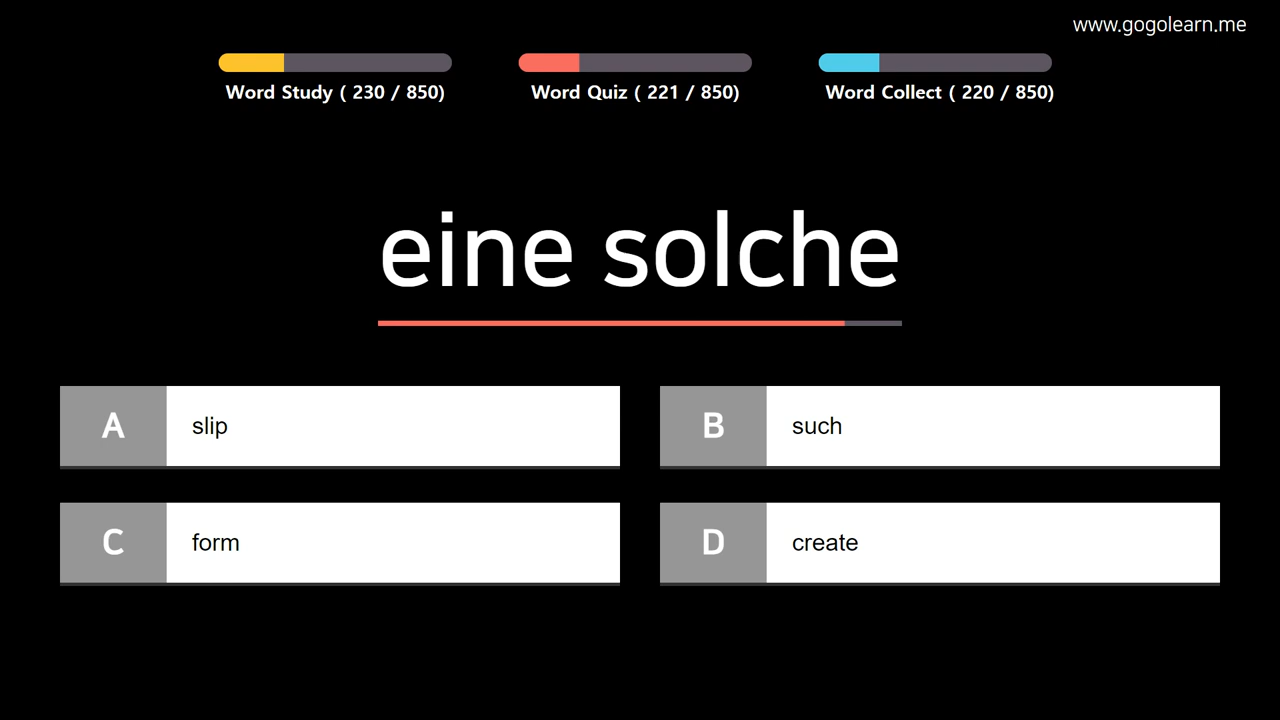 www.gogolearn.me
Word Study ( 230 / 850)
Word Quiz ( 221 / 850)
Word Collect ( 220 / 850)
eine solche
A slip
B such
C form
D create